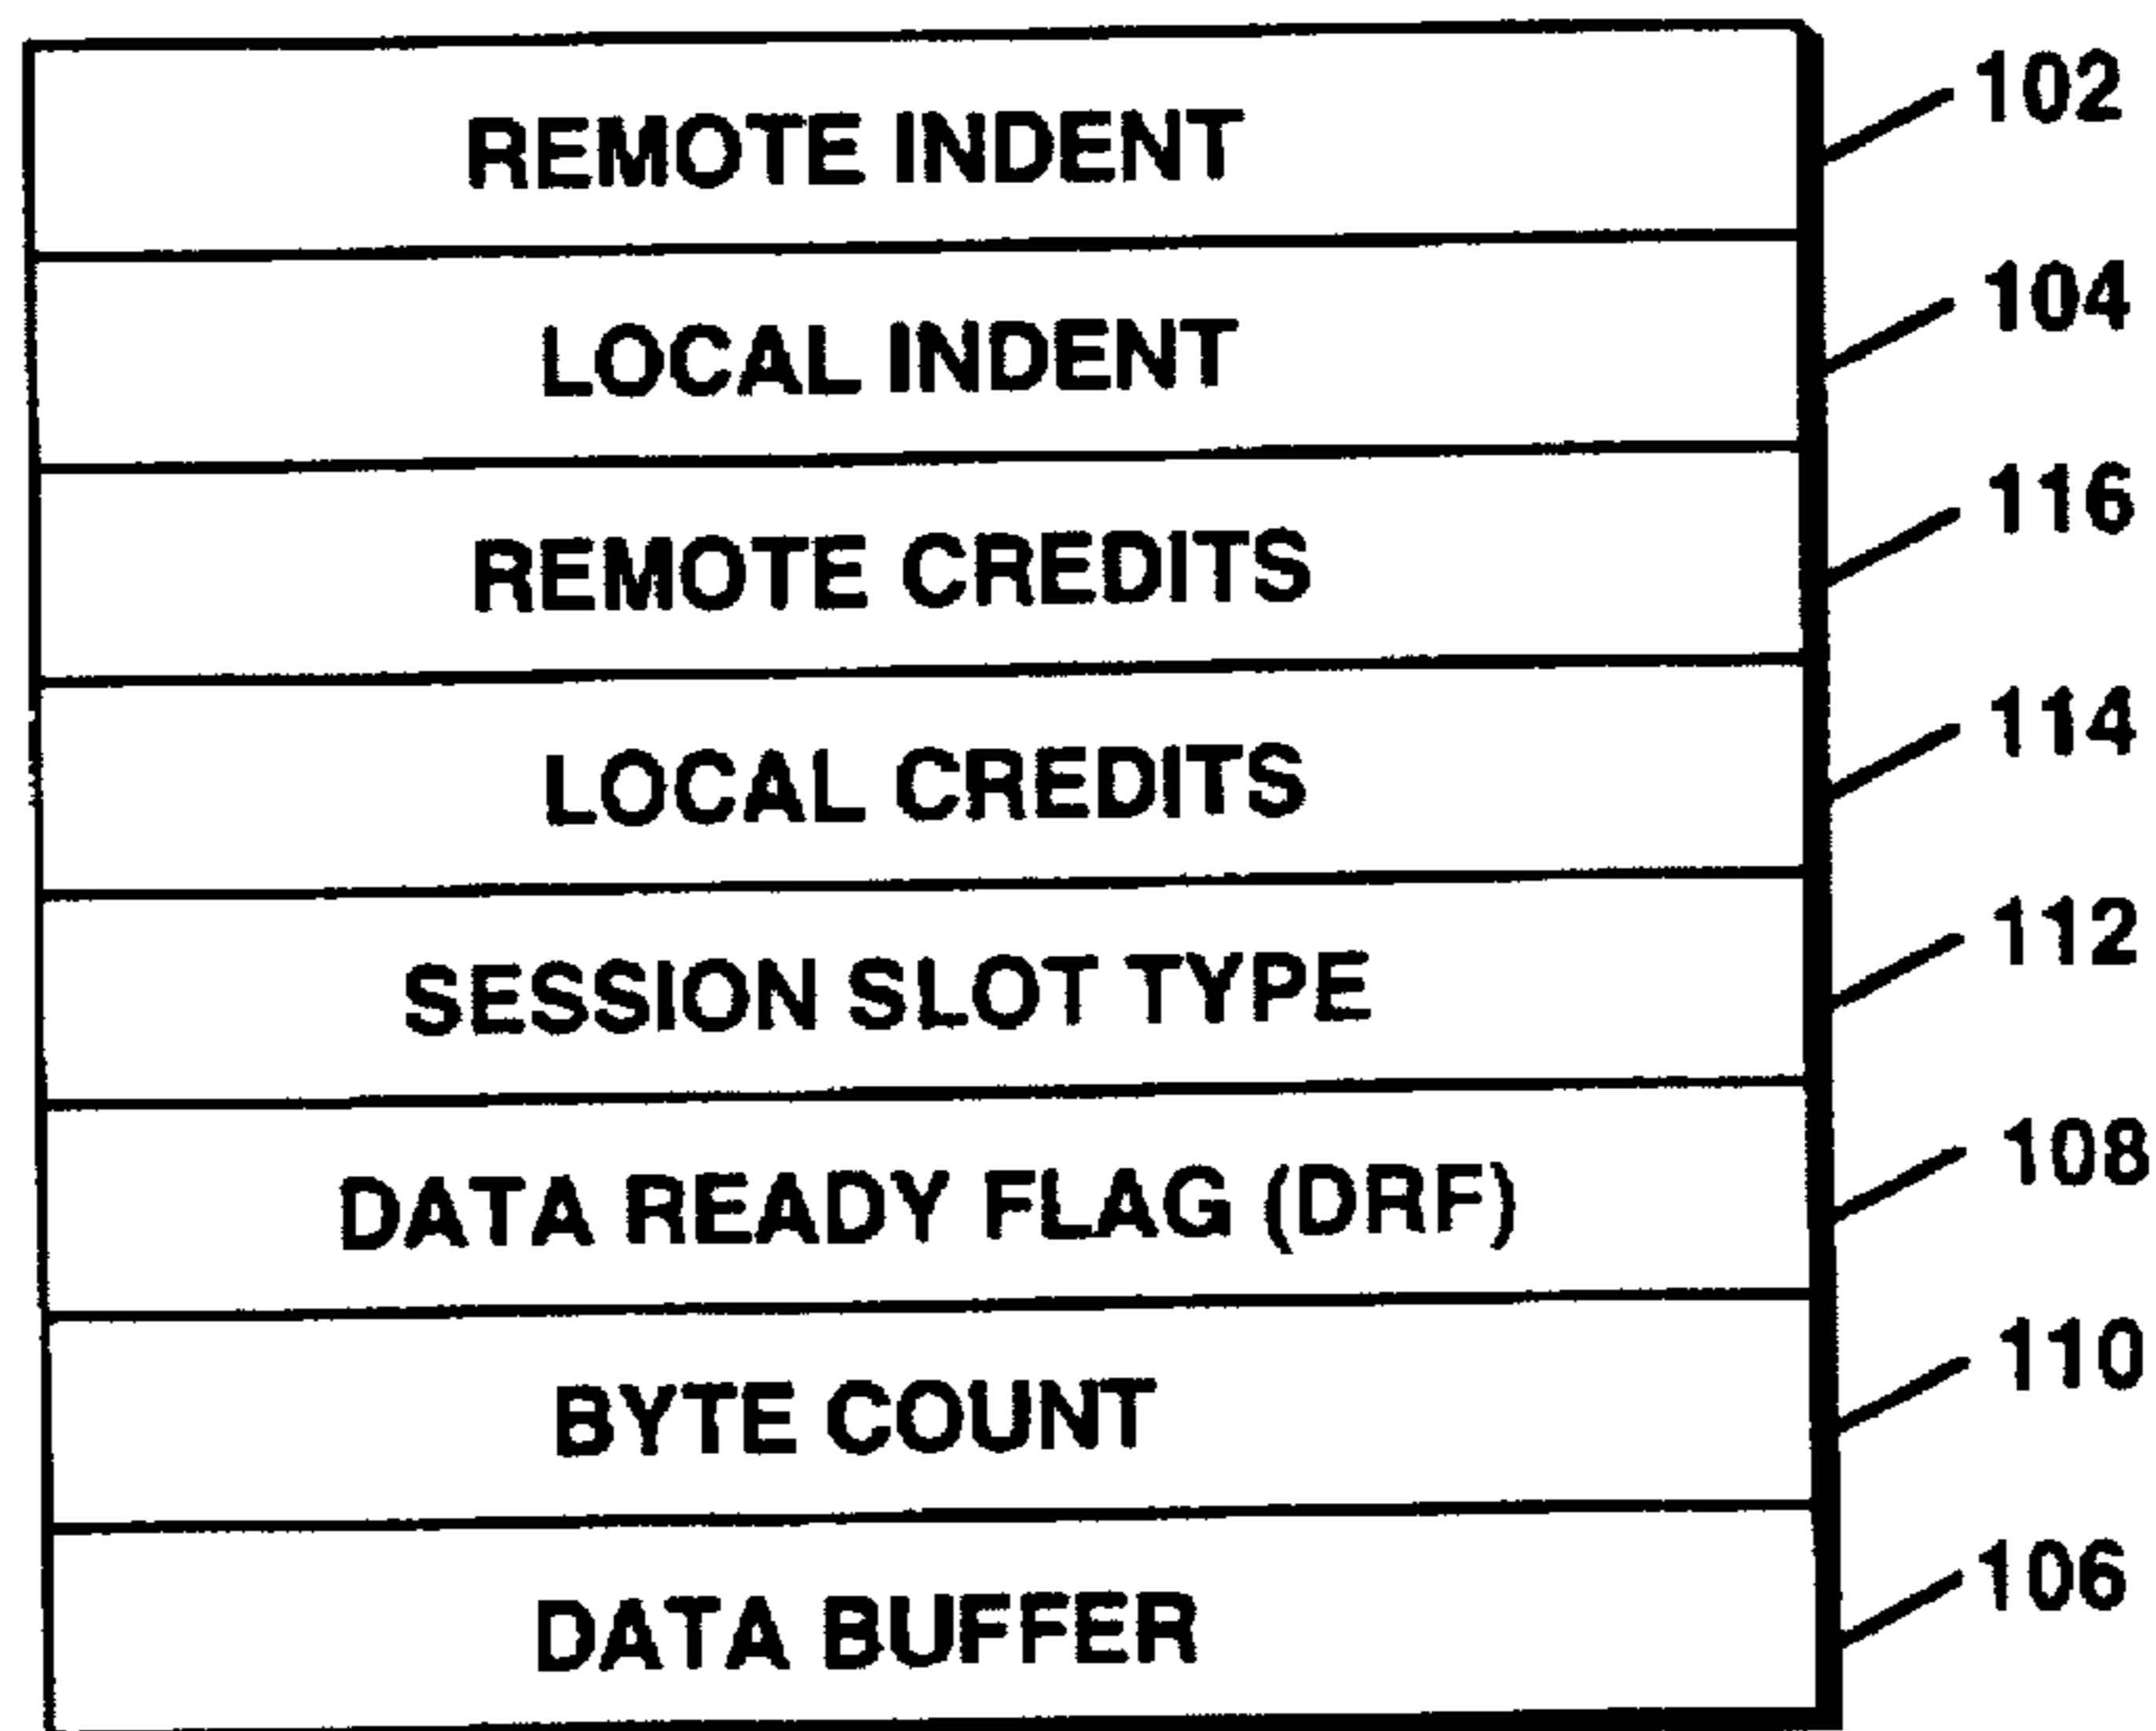 REMOTE INDENT 102
LOCAL INDENT 104
REMOTE CREDITS 116
LOCAL CREDITS 114
SESSION SLOT TYPE 112
DATA READY FLAG (DRF) 108
BYTE COUNT 110
DATA BUFFER 106